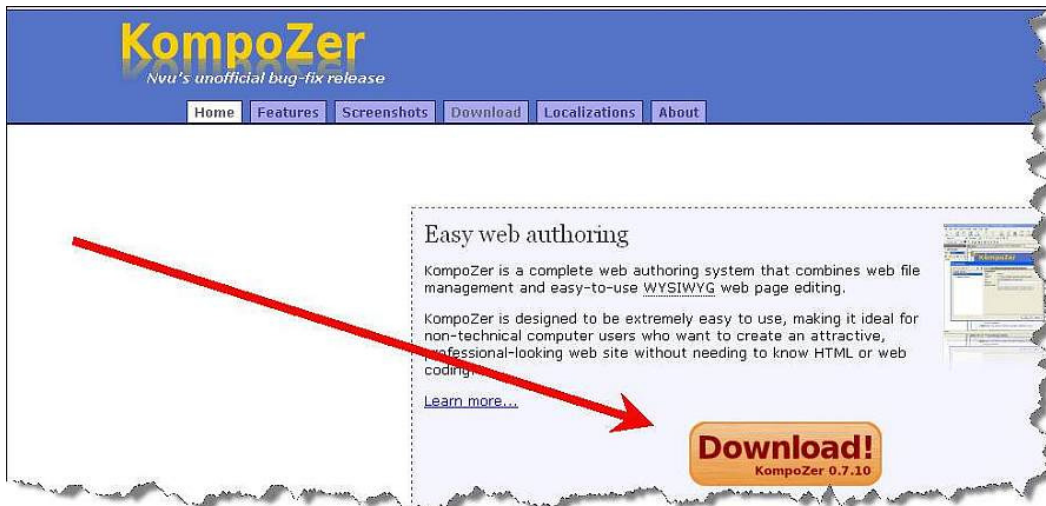 KompoZer
Nvu's unofficial bug-fix release
Home Features Screenshots Download Localizations About
Easy web authoring
KompoZer is a complete web authoring system that combines web file
management and easy-to-use WYSIWYG web page editing.
KompoZer is designed to be extremely easy to use, making it ideal for
non-technical computer users who want to create an attractive,
professional-looking web site without needing to know HTML or web
coding.
Learn more...
Download!
KompoZer 0.7.10